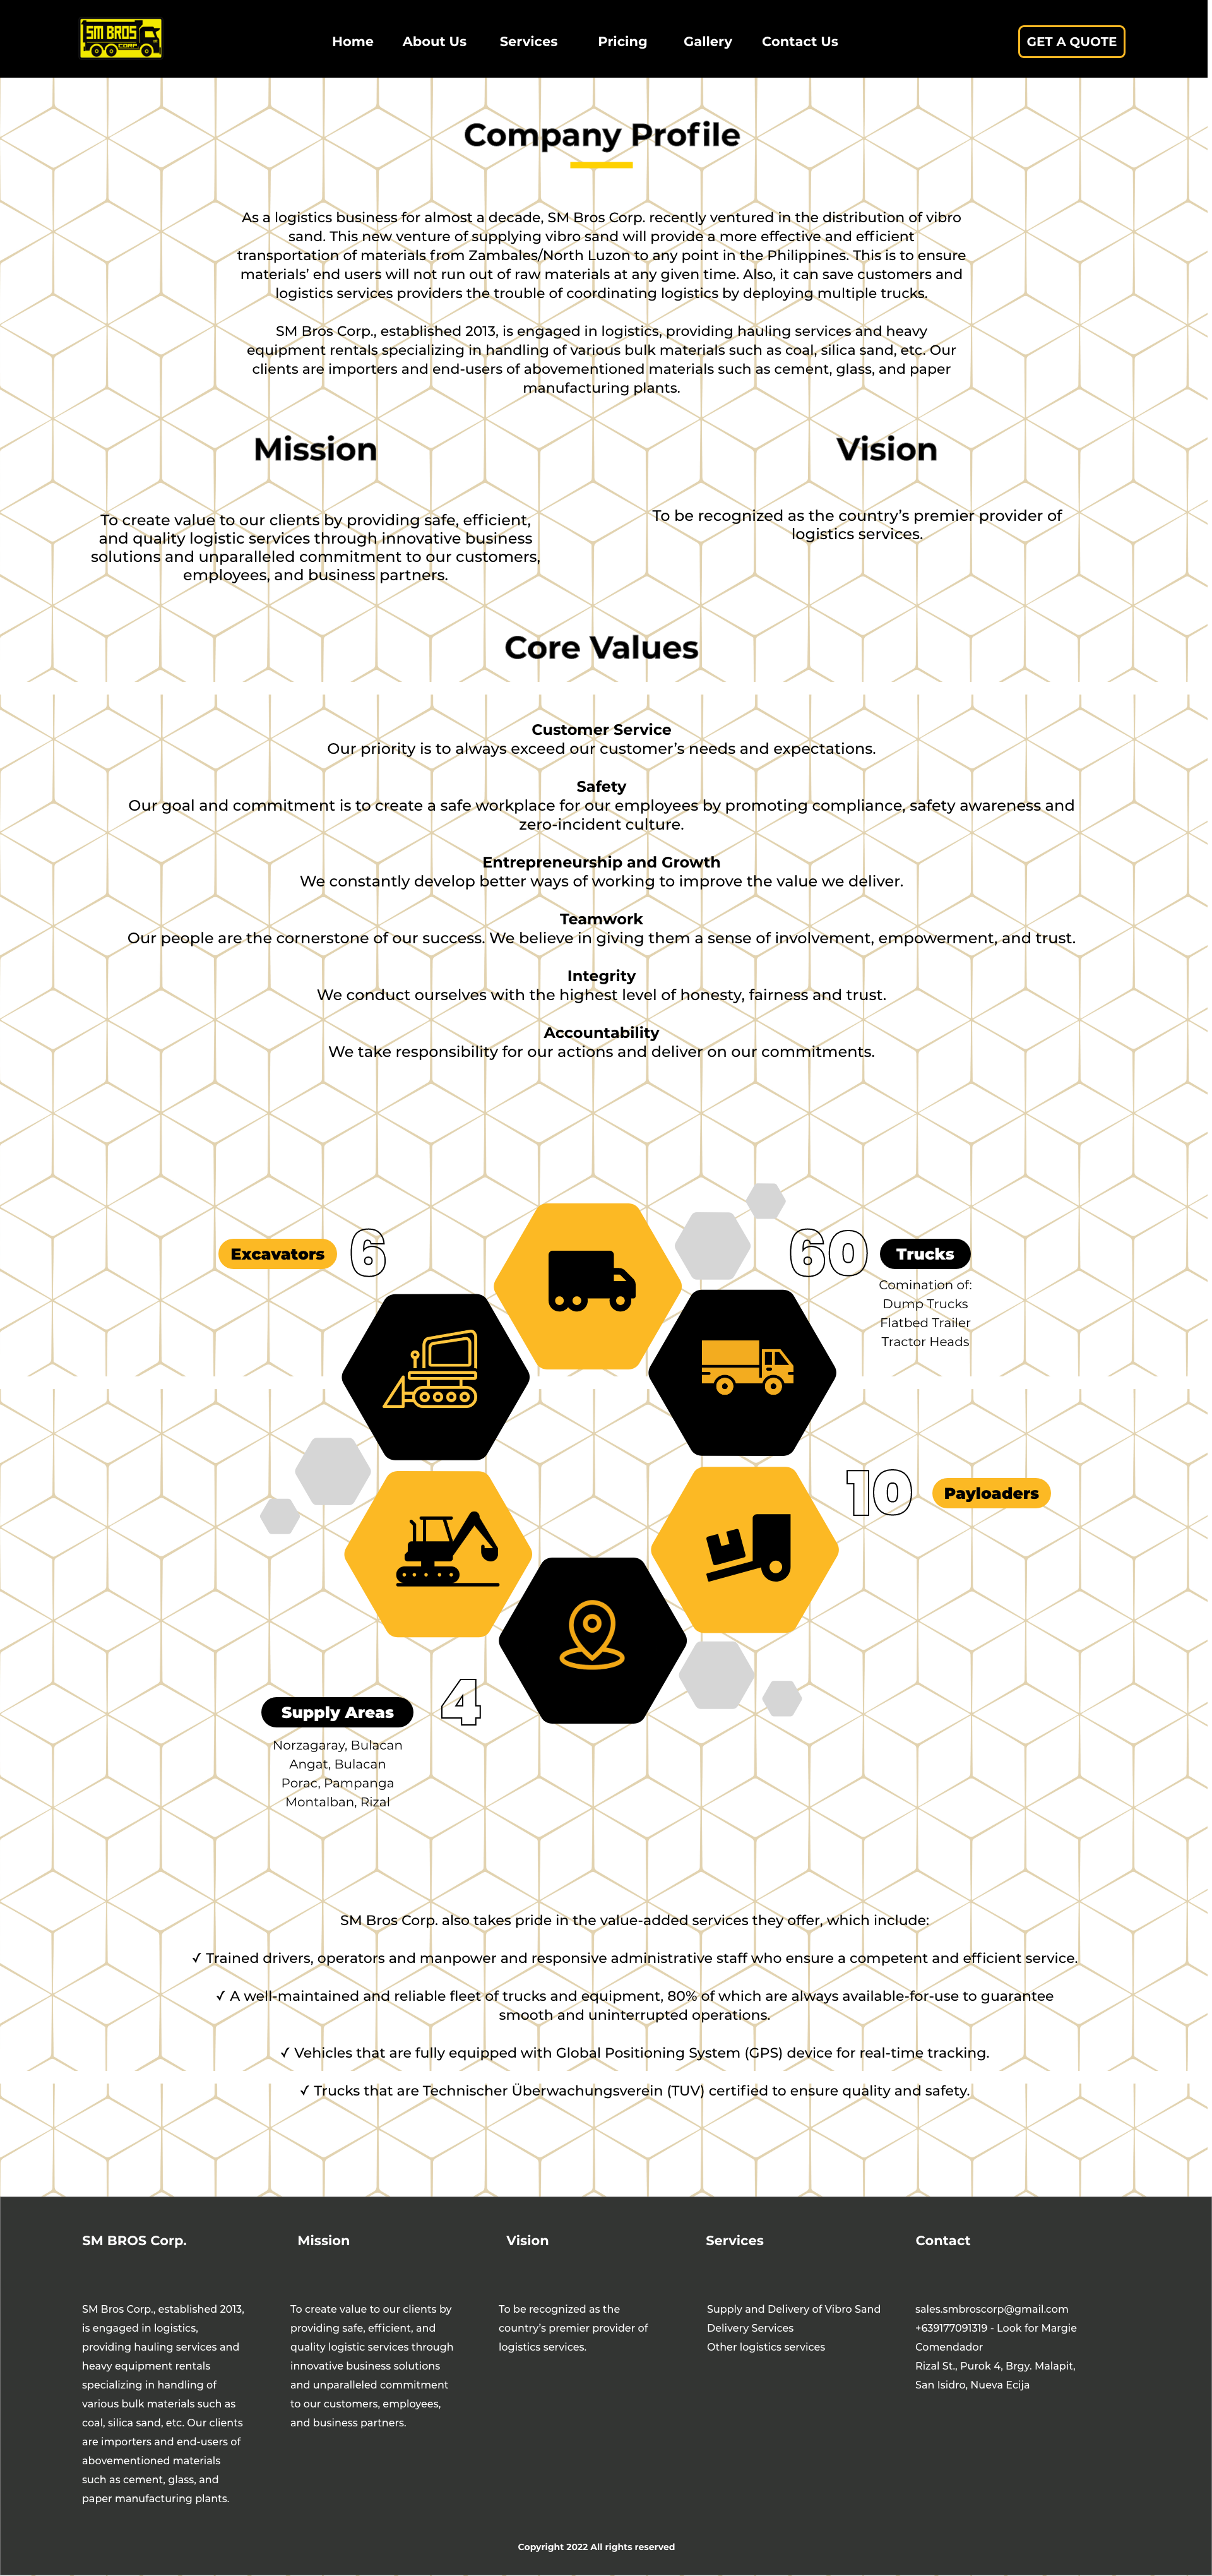 SM BROS
CORP
Home About Us Services Pricing Gallery Contact Us
GET A QUOTE
Company Profile
As a logistics business for almost a decade, SM Bros Corp. recently ventured in the distribution of vibro
sand. This new venture of supplying vibro sand will provide a more effective and efficient
transportation of materials from Zambales/North Luzon to any point in the Philippines. This is to ensure
materials’ end users will not run out of raw materials at any given time. Also, it can save customers and
logistics services providers the trouble of coordinating logistics by deploying multiple trucks.
SM Bros Corp., established 2013, is engaged in logistics, providing hauling services and heavy
equipment rentals specializing in handling of various bulk materials such as coal, silica sand, etc. Our
clients are importers and end-users of abovementioned materials such as cement, glass, and paper
manufacturing plants.
Mission
To create value to our clients by providing safe, efficient,
and quality logistic services through innovative business
solutions and unparalleled commitment to our customers,
employees, and business partners.
Vision
To be recognized as the country’s premier provider of
logistics services.
Core Values
Customer Service
Our priority is to always exceed our customer’s needs and expectations.
Safety
Our goal and commitment is to create a safe workplace for our employees by promoting compliance, safety awareness and
zero-incident culture.
Entrepreneurship and Growth
We constantly develop better ways of working to improve the value we deliver.
Teamwork
Our people are the cornerstone of our success. We believe in giving them a sense of involvement, empowerment, and trust.
Integrity
We conduct ourselves with the highest level of honesty, fairness and trust.
Accountability
We take responsibility for our actions and deliver on our commitments.
Excavators 6
60 Trucks
Comination of:
Dump Trucks
Flatbed Trailer
Tractor Heads
10 Payloaders
Supply Areas 4
Norzagaray, Bulacan
Angat, Bulacan
Porac, Pampanga
Montalban, Rizal
SM Bros Corp. also takes pride in the value-added services they offer, which include:
✓ Trained drivers, operators and manpower and responsive administrative staff who ensure a competent and efficient service.
✓ A well-maintained and reliable fleet of trucks and equipment, 80% of which are always available-for-use to guarantee
smooth and uninterrupted operations.
✓ Vehicles that are fully equipped with Global Positioning System (GPS) device for real-time tracking.
✓ Trucks that are Technischer Überwachungsverein (TUV) certified to ensure quality and safety.
SM BROS Corp.
SM Bros Corp., established 2013,
is engaged in logistics,
providing hauling services and
heavy equipment rentals
specializing in handling of
various bulk materials such as
coal, silica sand, etc. Our clients
are importers and end-users of
abovementioned materials
such as cement, glass, and
paper manufacturing plants.
Mission
To create value to our clients by
providing safe, efficient, and
quality logistic services through
innovative business solutions
and unparalleled commitment
to our customers, employees,
and business partners.
Vision
To be recognized as the
country’s premier provider of
logistics services.
Services
Supply and Delivery of Vibro Sand
Delivery Services
Other logistics services
Contact
sales.smbroscorp@gmail.com
+639177091319 - Look for Margie
Comendador
Rizal St., Purok 4, Brgy. Malapit,
San Isidro, Nueva Ecija
Copyright 2022 All rights reserved